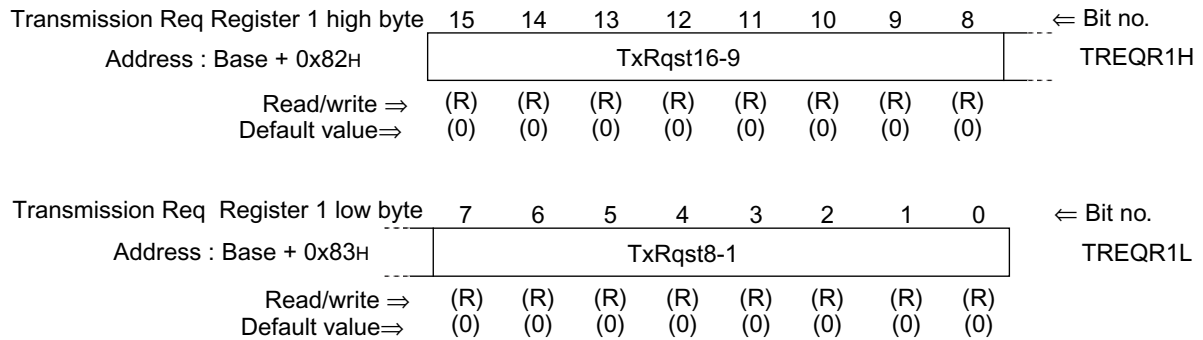 Transmission Req Register 1 high byte 15 14 13 12 11 10 9 8 ⇐ Bit no.
Address : Base + 0x82H TxRqst16-9 TREQR1H
Read/write ⇒ (R) (R) (R) (R) (R) (R) (R) (R)
Default value⇒ (0) (0) (0) (0) (0) (0) (0) (0)
Transmission Req Register 1 low byte 7 6 5 4 3 2 1 0 ⇐ Bit no.
Address : Base + 0x83H TxRqst8-1 TREQR1L
Read/write ⇒ (R) (R) (R) (R) (R) (R) (R) (R)
Default value⇒ (0) (0) (0) (0) (0) (0) (0) (0)